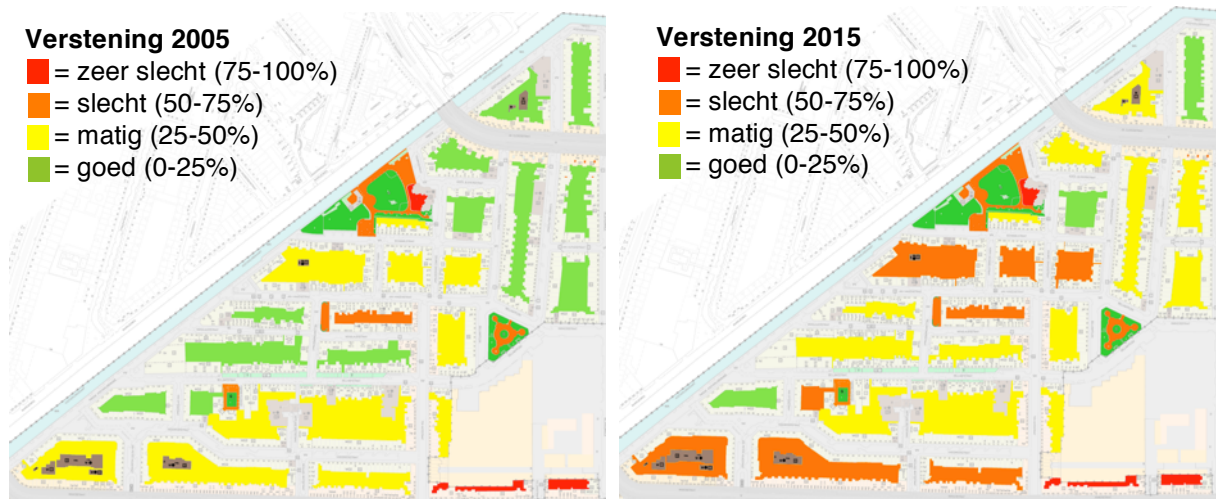 Verstening 2005
= zeer slecht (75-100%)
= slecht (50-75%)
= matig (25-50%)
= goed (0-25%)
Verstening 2015
= zeer slecht (75-100%)
= slecht (50-75%)
= matig (25-50%)
= goed (0-25%)